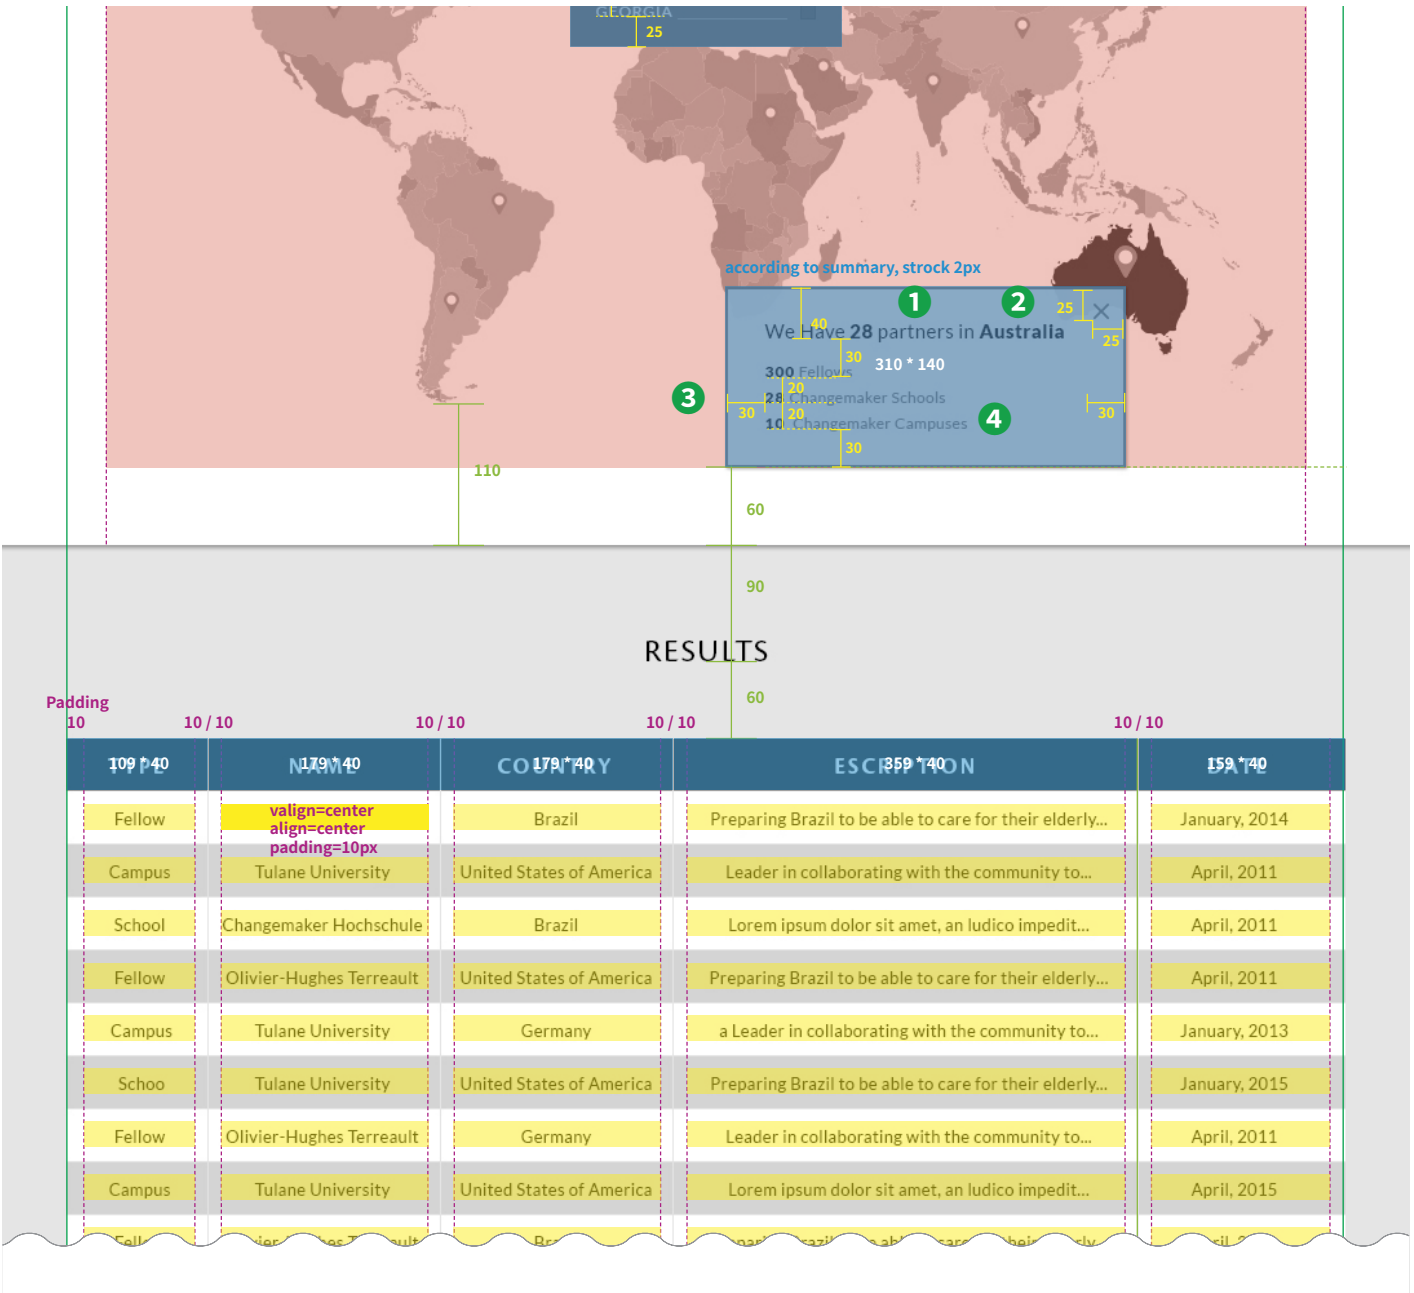 GEORGIA
25
according to summary, strock 2px
1
2
25
40
We Have 28 partners in Australia
25
30
310 * 140
300 Fellows
20
3
28 Changemaker Schools
30
20
30
4
10 Changemaker Campuses
30
110
60
90
RESULTS
60
Padding
10
10 / 10
10 / 10
10 / 10
10 / 10
TYPE 109 * 40
NAME 179 * 40
COUNTRY 179 * 40
ESCRIPTION 359 * 40
DATE 159 * 40
Fellow
valign=center
align=center
padding=10px
Brazil
Preparing Brazil to be able to care for their elderly...
January, 2014
Campus Tulane University United States of America Leader in collaborating with the community to... April, 2011
School Changemaker Hochschule Brazil Lorem ipsum dolor sit amet, an ludico impedit... April, 2011
Fellow Olivier-Hughes Terreault United States of America Preparing Brazil to be able to care for their elderly... April, 2011
Campus Tulane University Germany a Leader in collaborating with the community to... January, 2013
Schoo Tulane University United States of America Preparing Brazil to be able to care for their elderly... January, 2015
Fellow Olivier-Hughes Terreault Germany Leader in collaborating with the community to... April, 2011
Campus Tulane University United States of America Lorem ipsum dolor sit amet, an ludico impedit... April, 2015